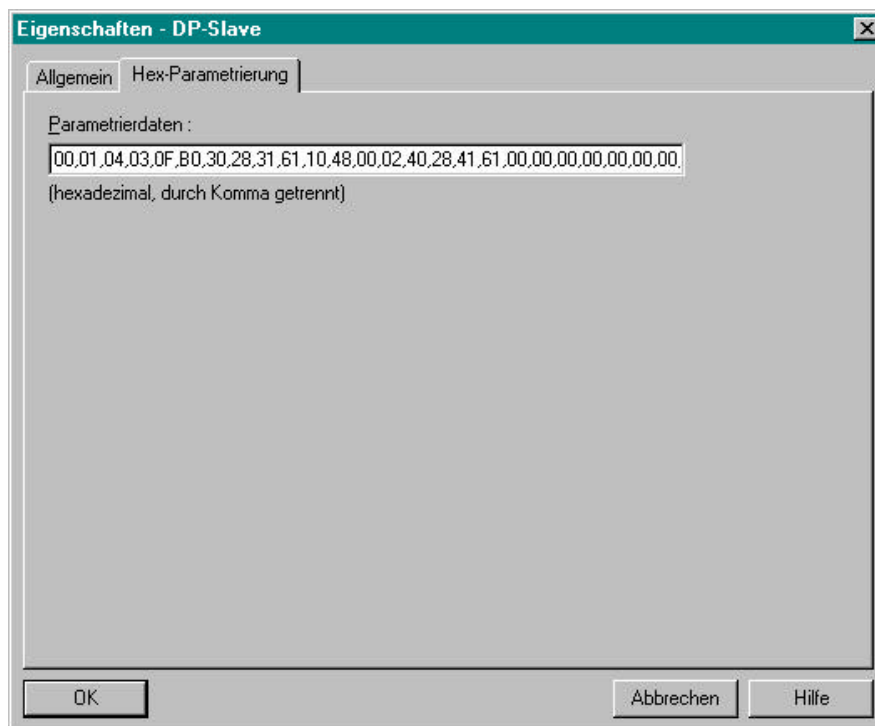 Eigenschaften - DP-Slave
Allgemein
Hex-Parametrierung
Parametrierdaten :
00,01,04,03,0F,B0,30,28,31,61,10,48,00,02,40,28,41,61,00,00,00,00,00,00,00,
(hexadezimal, durch Komma getrennt)
OK
Abbrechen
Hilfe